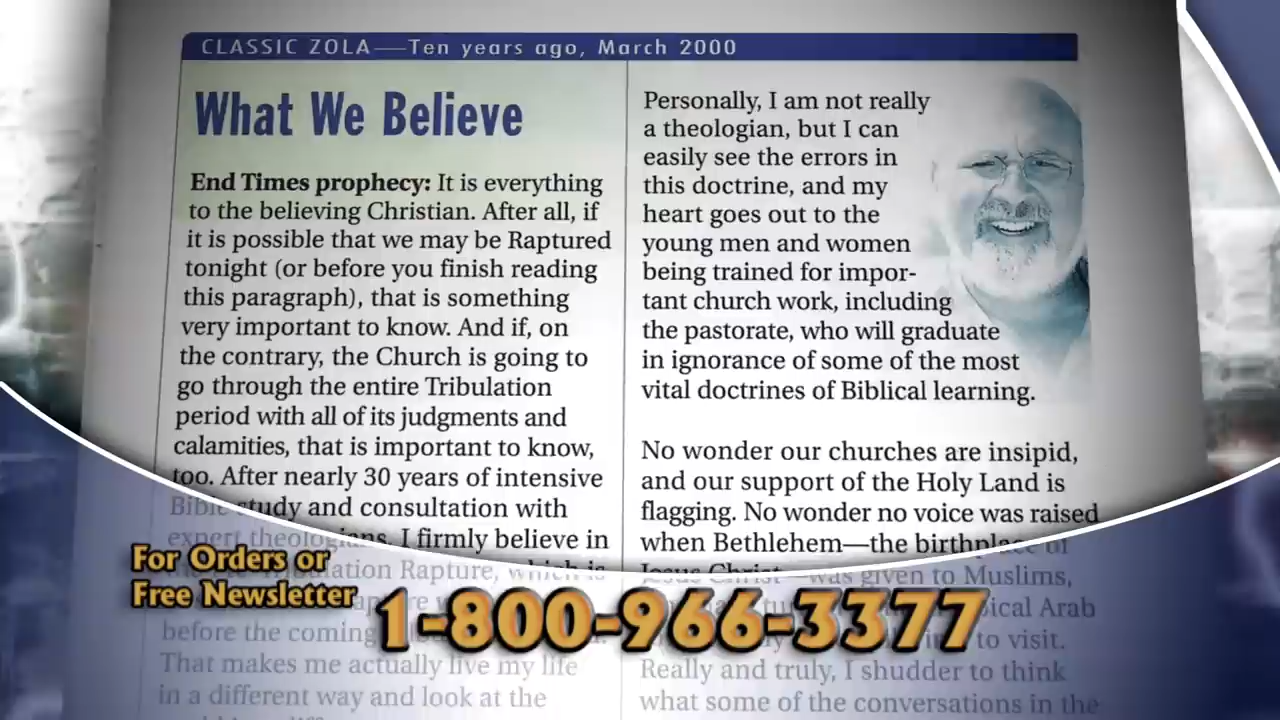 CLASSIC ZOLA—Ten years ago, March 2000
What We Believe
End Times prophecy: It is everything
to the believing Christian. After all, if
it is possible that we may be Raptured
tonight (or before you finish reading
this paragraph), that is something
very important to know. And if, on
the contrary, the Church is going to
go through the entire Tribulation
period with all of its judgments and
calamities, that is important to know,
too. After nearly 30 years of intensive
Bible study and consultation with
expert theologians. I firmly believe in
Rapture, which is
before the coming
That makes me actually live my life
in a different way and look at the
Personally, I am not really
a theologian, but I can
easily see the errors in
this doctrine, and my
heart goes out to the
young men and women
being trained for impor-
tant church work, including
the pastorate, who will graduate
in ignorance of some of the most
vital doctrines of Biblical learning.
No wonder our churches are insipid,
and our support of the Holy Land is
flagging. No wonder no voice was raised
when Bethlehem—the birthplace of
Jesus Christ—was given to Muslims,
Arab
to visit.
Really and truly, I shudder to think
what some of the conversations in the
For Orders or
Free Newsletter
1-800-966-3377